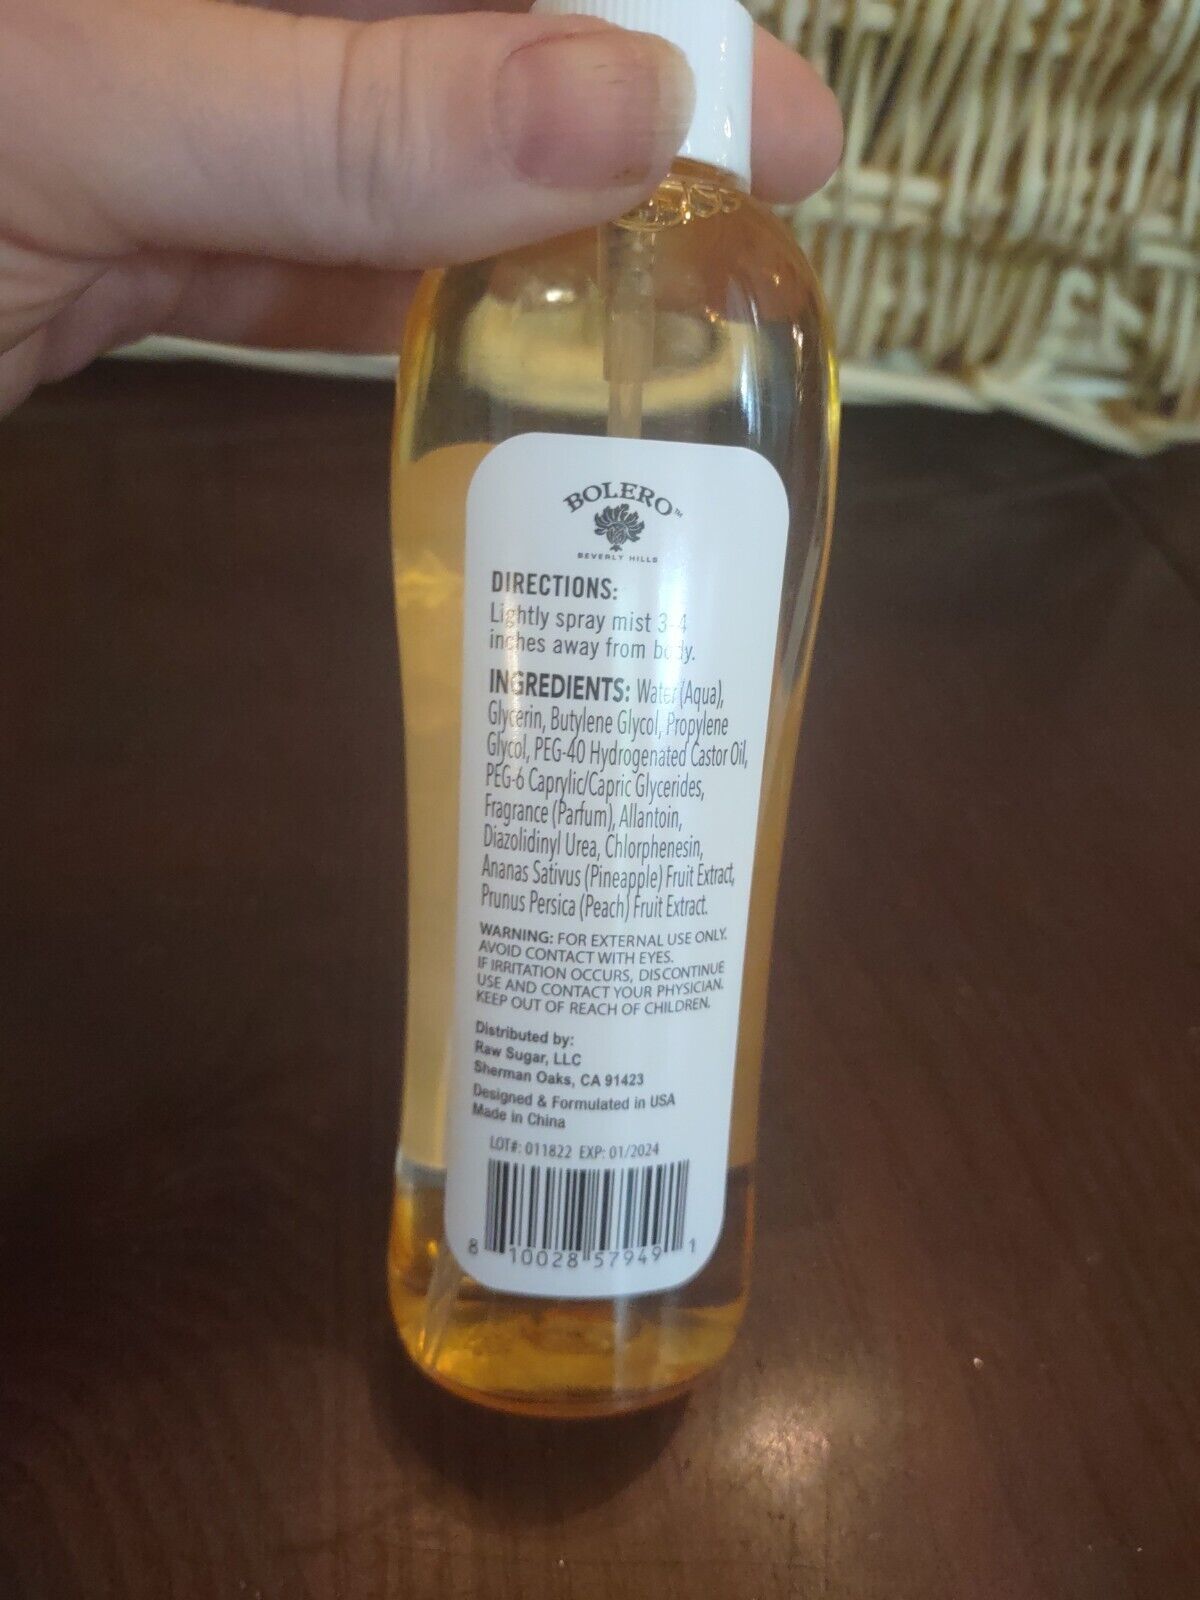 BOLERO™
BEVERLY HILLS
DIRECTIONS:
Lightly spray mist 3-4
inches away from body.
INGREDIENTS: Water (Aqua),
Glycerin, Butylene Glycol, Propylene
Glycol, PEG-40 Hydrogenated Castor Oil,
PEG-6 Caprylic/Capric Glycerides,
Fragrance (Parfum), Allantoin,
Diazolidinyl Urea, Chlorphenesin,
Ananas Sativus (Pineapple) Fruit Extract,
Prunus Persica (Peach) Fruit Extract.
WARNING: FOR EXTERNAL USE ONLY.
AVOID CONTACT WITH EYES.
IF IRRITATION OCCURS, DISCONTINUE
USE AND CONTACT YOUR PHYSICIAN.
KEEP OUT OF REACH OF CHILDREN.
Distributed by:
Raw Sugar, LLC
Sherman Oaks, CA 91423
Designed & Formulated in USA
Made in China
LOT#: 011822 EXP: 01/2024
8 10028 57949 1